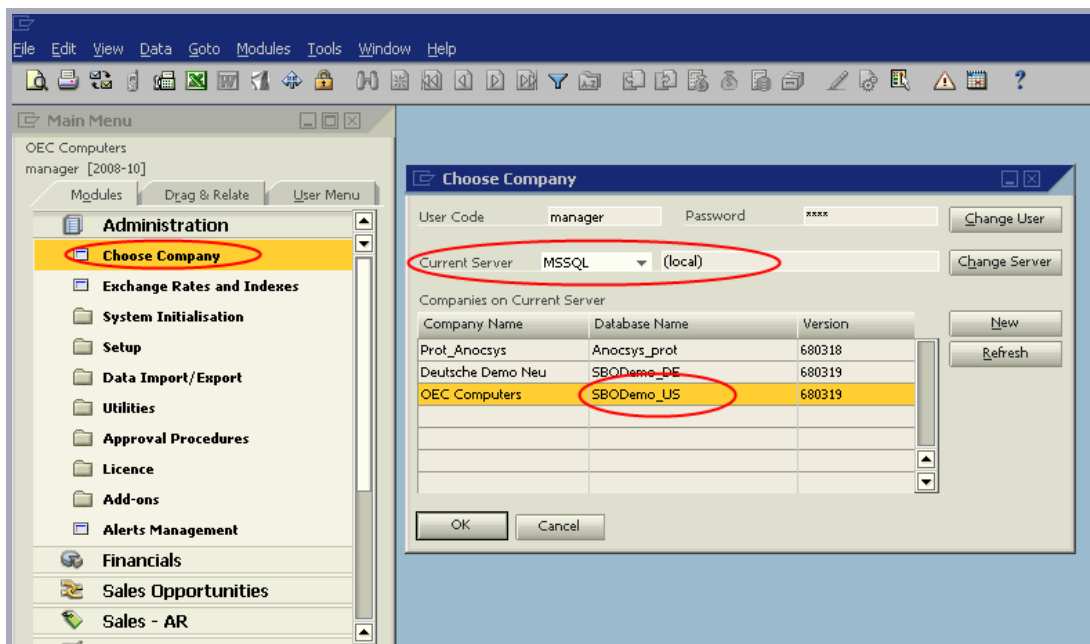 File Edit View Data Goto Modules Tools Window Help
Main Menu
OEC Computers
manager [2008-10]
Modules Drag & Relate User Menu
Administration
Choose Company
Exchange Rates and Indexes
System Initialisation
Setup
Data Import/Export
Utilities
Approval Procedures
Licence
Add-ons
Alerts Management
Financials
Sales Opportunities
Sales - AR
Choose Company
User Code manager Password **** Change User
Current Server MSSQL (local) Change Server
Companies on Current Server
Company Name Database Name Version New
Prot_Anocsys Anocsys_prot 680318 Refresh
Deutsche Demo Neu SBODemo_DE 680319
OEC Computers SBODemo_US 680319
OK Cancel